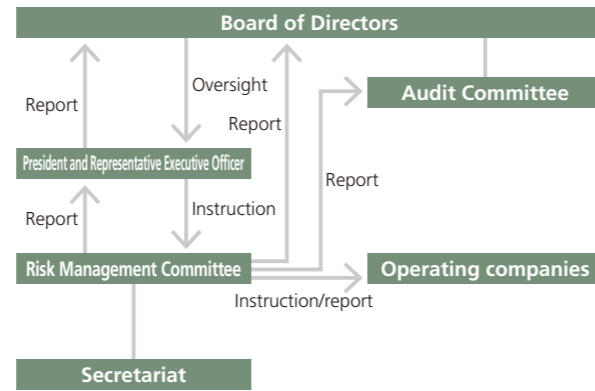 Board of Directors
Oversight
Audit Committee
Report
Report
President and Representative Executive Officer
Report
Instruction
Report
Risk Management Committee
Operating companies
Instruction/report
Secretariat